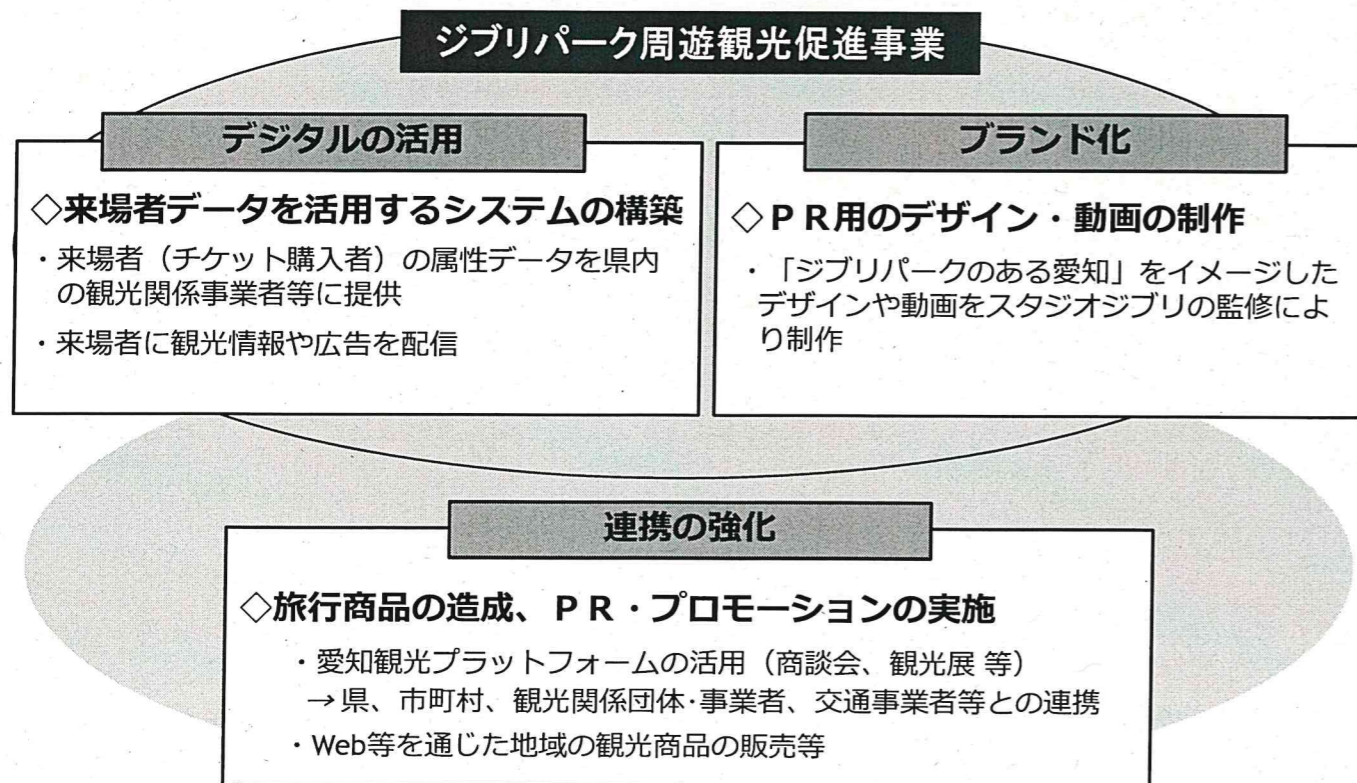 ジブリパーク周遊観光促進事業
デジタルの活用
◇来場者データを活用するシステムの構築
・来場者（チケット購入者）の属性データを県内
の観光関係事業者等に提供
・来場者に観光情報や広告を配信
ブランド化
◇ＰＲ用のデザイン・動画の制作
・「ジブリパークのある愛知」をイメージした
デザインや動画をスタジオジブリの監修によ
り制作
連携の強化
◇旅行商品の造成、ＰＲ・プロモーションの実施
・愛知観光プラットフォームの活用（商談会、観光展 等）
→県、市町村、観光関係団体･事業者、交通事業者等との連携
・Web等を通じた地域の観光商品の販売等